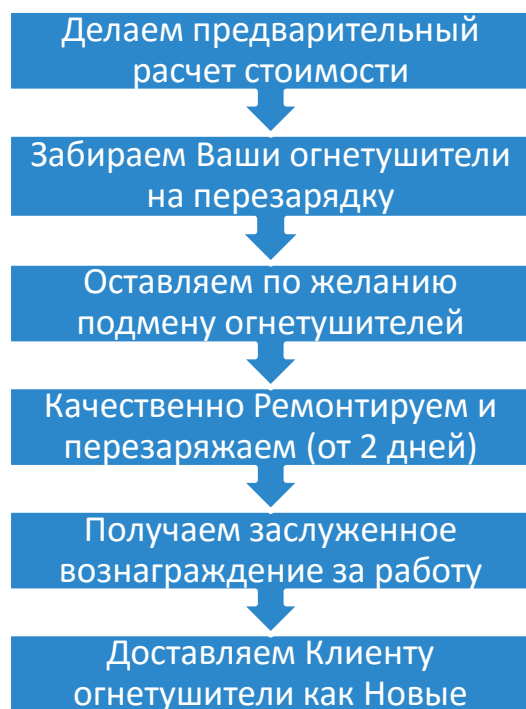 Делаем предварительный
расчет стоимости
Забираем Ваши огнетушители
на перезарядку
Оставляем по желанию
подмену огнетушителей
Качественно Ремонтируем и
перезаряжаем (от 2 дней)
Получаем заслуженное
вознаграждение за работу
Доставляем Клиенту
огнетушители как Новые